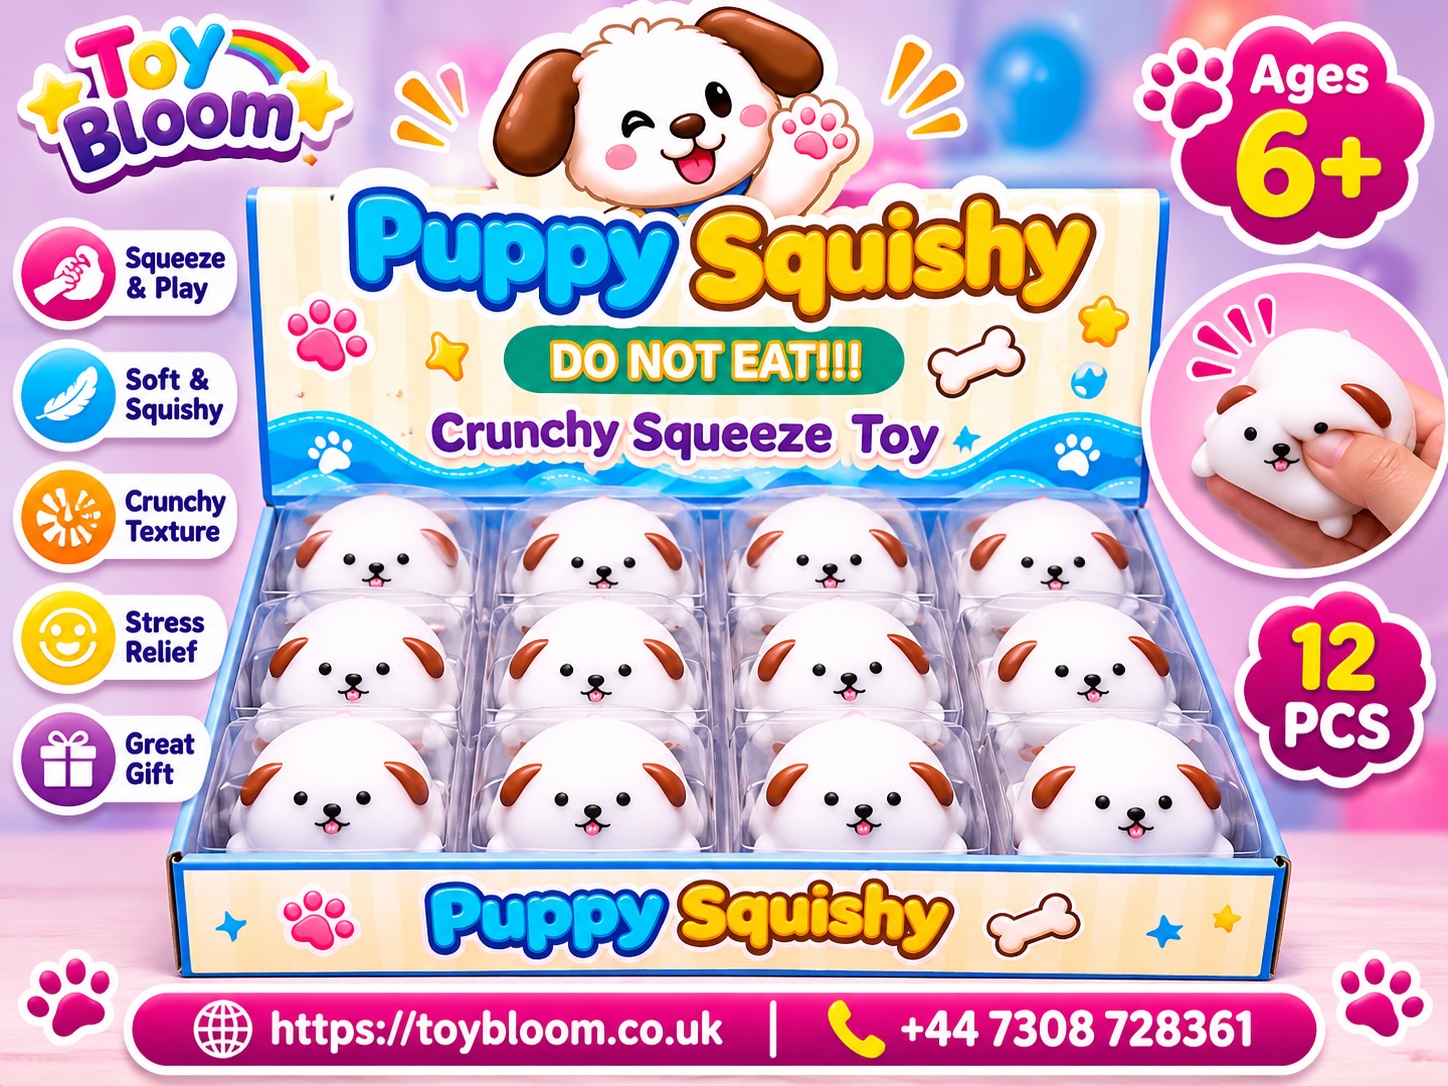 Toy
Bloom
Ages
6+
Puppy Squishy
DO NOT EAT!!!
Crunchy Squeeze Toy
Squeeze
& Play
Soft &
Squishy
Crunchy
Texture
Stress
Relief
Great
Gift
12
PCS
Puppy Squishy
https://toybloom.co.uk | +44 7308 728361